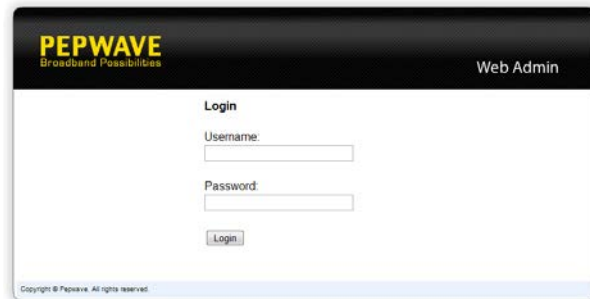 PEPWAVE
Broadband Possibilities
Web Admin
Login
Username:
Password:
Login
Copyright © Pepwave. All rights reserved.